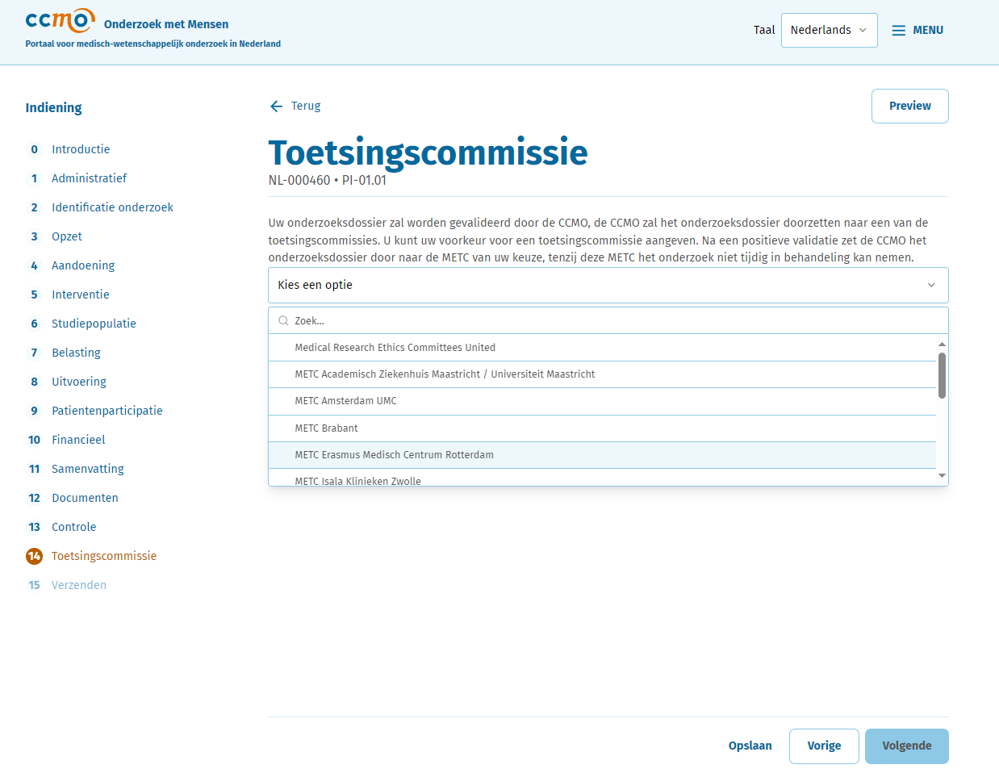 ccmo Onderzoek met Mensen
Portaal voor medisch-wetenschappelijk onderzoek in Nederland
Taal Nederlands MENU
Indiening
0 Introductie
1 Administratief
2 Identificatie onderzoek
3 Opzet
4 Aandoening
5 Interventie
6 Studiepopulatie
7 Belasting
8 Uitvoering
9 Patientenparticipatie
10 Financieel
11 Samenvatting
12 Documenten
13 Controle
14 Toetsingscommissie
15 Verzenden
Terug
Preview
Toetsingscommissie
NL-000460 • PI-01.01
Uw onderzoeksdossier zal worden gevalideerd door de CCMO, de CCMO zal het onderzoeksdossier doorzetten naar een van de
toetsingscommissies. U kunt uw voorkeur voor een toetsingscommissie aangeven. Na een positieve validatie zet de CCMO het
onderzoeksdossier door naar de METC van uw keuze, tenzij deze METC het onderzoek niet tijdig in behandeling kan nemen.
Kies een optie
Zoek...
Medical Research Ethics Committees United
METC Academisch Ziekenhuis Maastricht / Universiteit Maastricht
METC Amsterdam UMC
METC Brabant
METC Erasmus Medisch Centrum Rotterdam
METC Isala Klinieken Zwolle
Opslaan Vorige Volgende